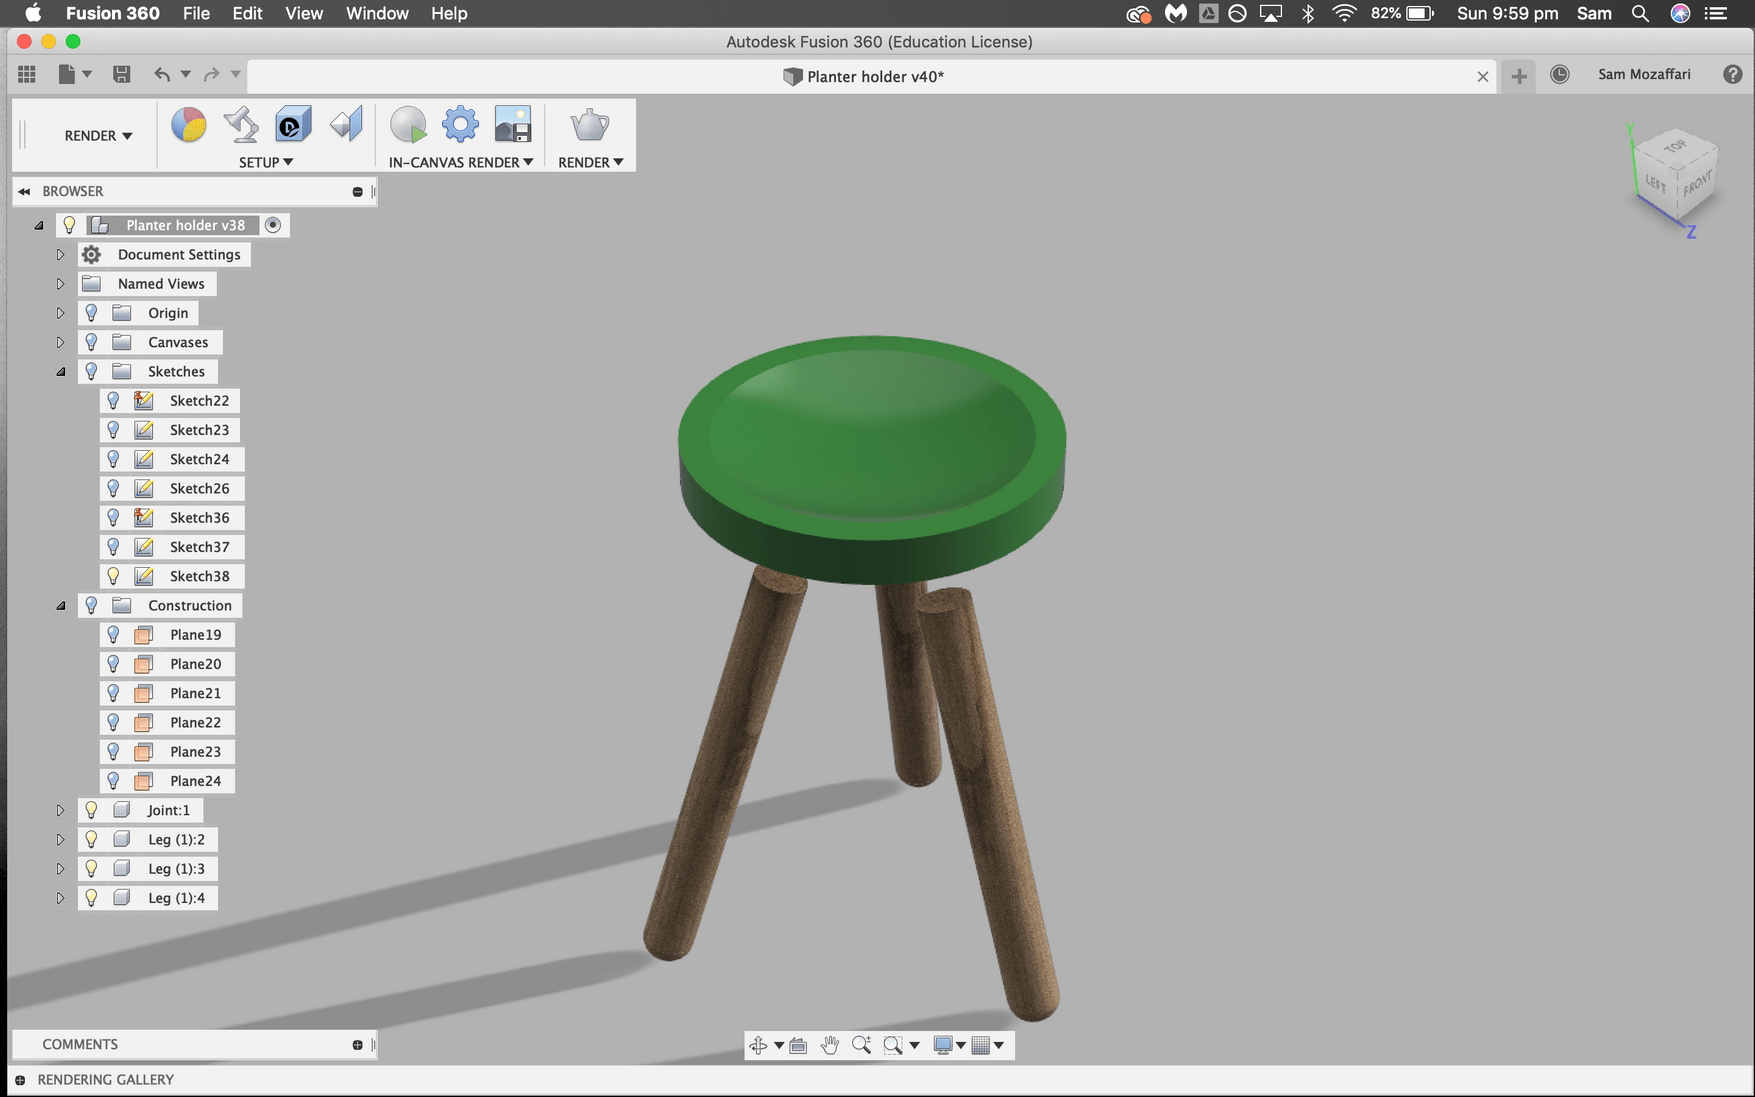 Fusion 360 File Edit View Window Help 82% Sun 9:59 pm Sam
Autodesk Fusion 360 (Education License)
Planter holder v40* Sam Mozaffari ?
RENDER SETUP IN-CANVAS RENDER RENDER
BROWSER
Planter holder v38
Document Settings
Named Views
Origin
Canvases
Sketches
Sketch22
Sketch23
Sketch24
Sketch26
Sketch36
Sketch37
Sketch38
Construction
Plane19
Plane20
Plane21
Plane22
Plane23
Plane24
Joint:1
Leg (1):2
Leg (1):3
Leg (1):4
Y
TOP
LEFT FRONT
Z
COMMENTS
RENDERING GALLERY